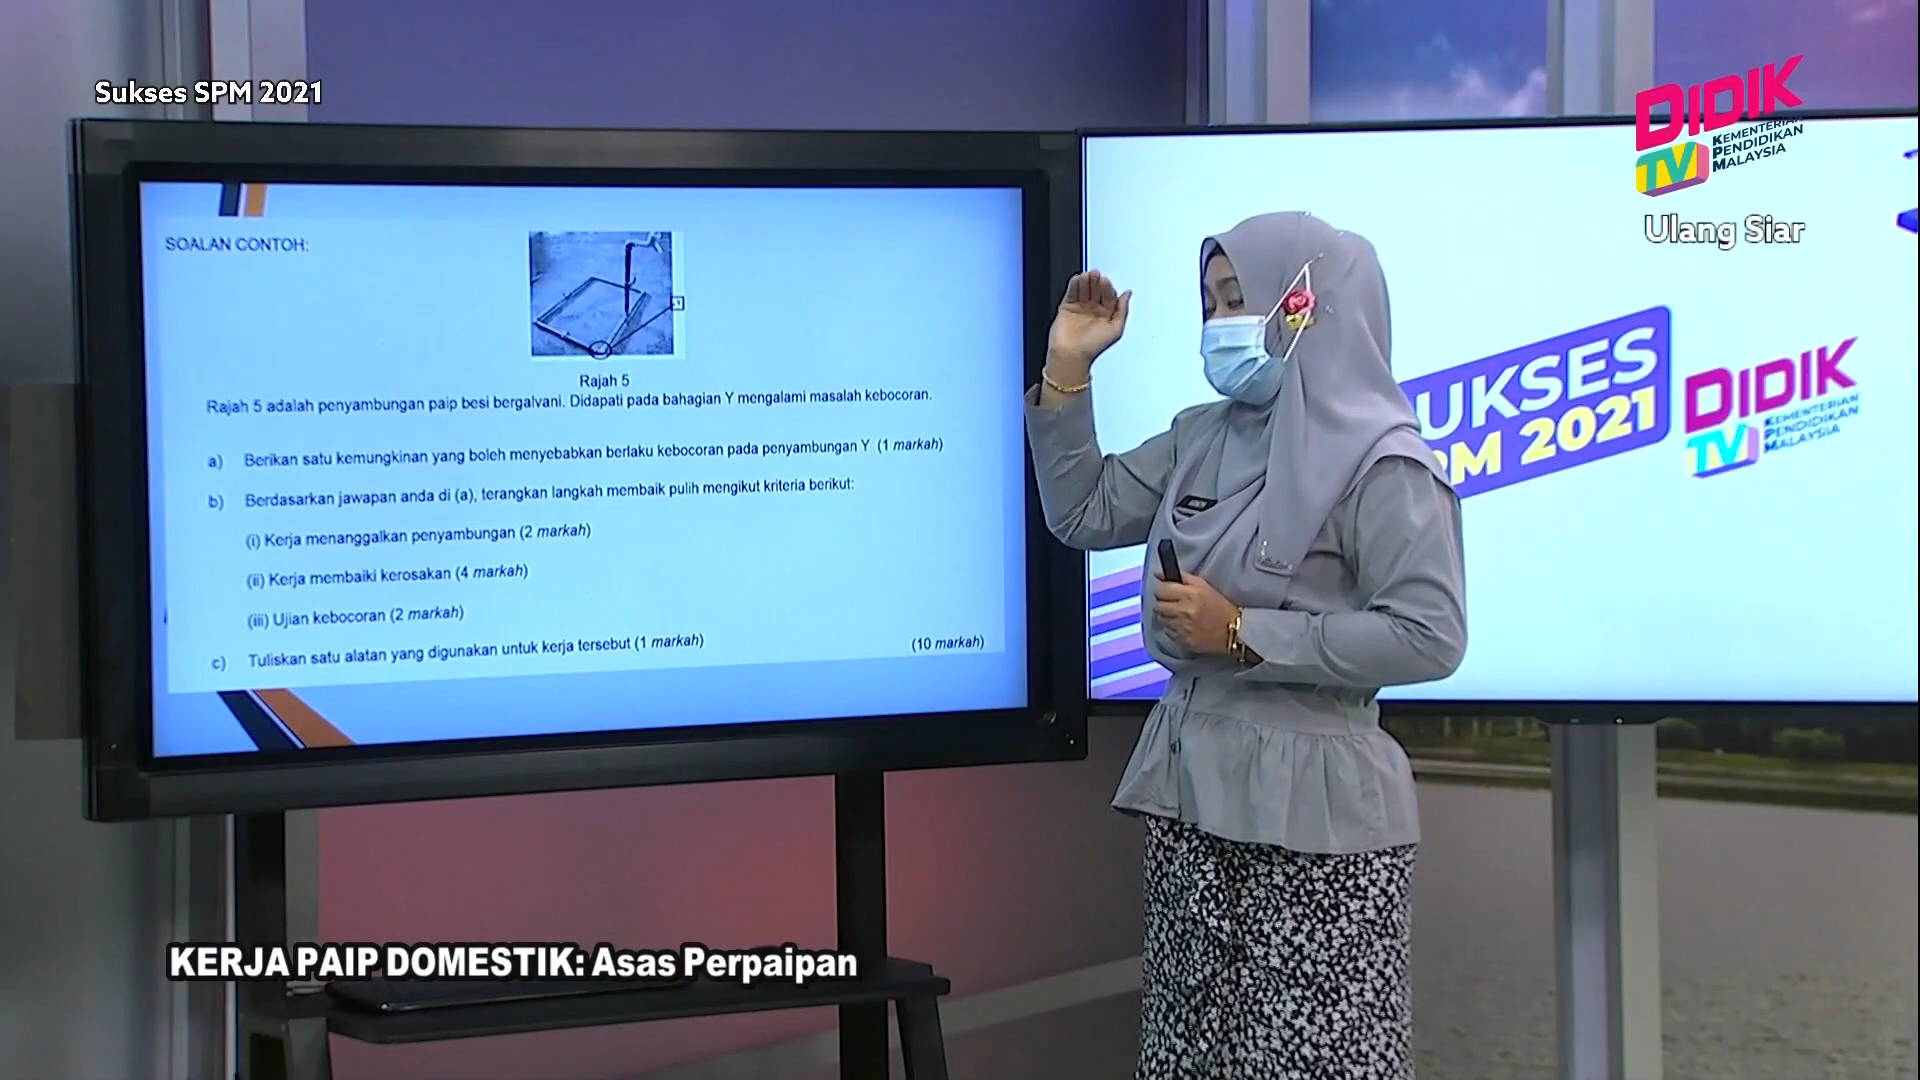 Sukses SPM 2021
DIDIK
TV
KEMENTERIAN
PENDIDIKAN
MALAYSIA
Ulang Siar
SOALAN CONTOH:
Rajah 5
Rajah 5 adalah penyambungan paip besi bergalvani. Didapati pada bahagian Y mengalami masalah kebocoran.
a) Berikan satu kemungkinan yang boleh menyebabkan berlaku kebocoran pada penyambungan Y (1 markah)
b) Berdasarkan jawapan anda di (a), terangkan langkah membaik pulih mengikut kriteria berikut:
(i) Kerja menanggalkan penyambungan (2 markah)
(ii) Kerja membaiki kerosakan (4 markah)
(iii) Ujian kebocoran (2 markah)
c) Tuliskan satu alatan yang digunakan untuk kerja tersebut (1 markah)
(10 markah)
UKSES
PM 2021
DIDIK
TV
KEMENTERIAN
PENDIDIKAN
MALAYSIA
KERJA PAIP DOMESTIK: Asas Perpaipan